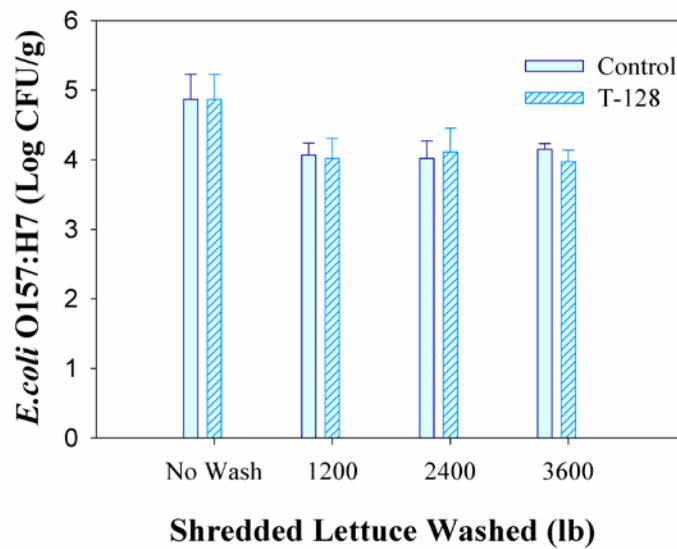 E.coli O157:H7 (Log CFU/g)
6
5
4
3
2
1
0
Control
T-128
No Wash 1200 2400 3600
Shredded Lettuce Washed (lb)